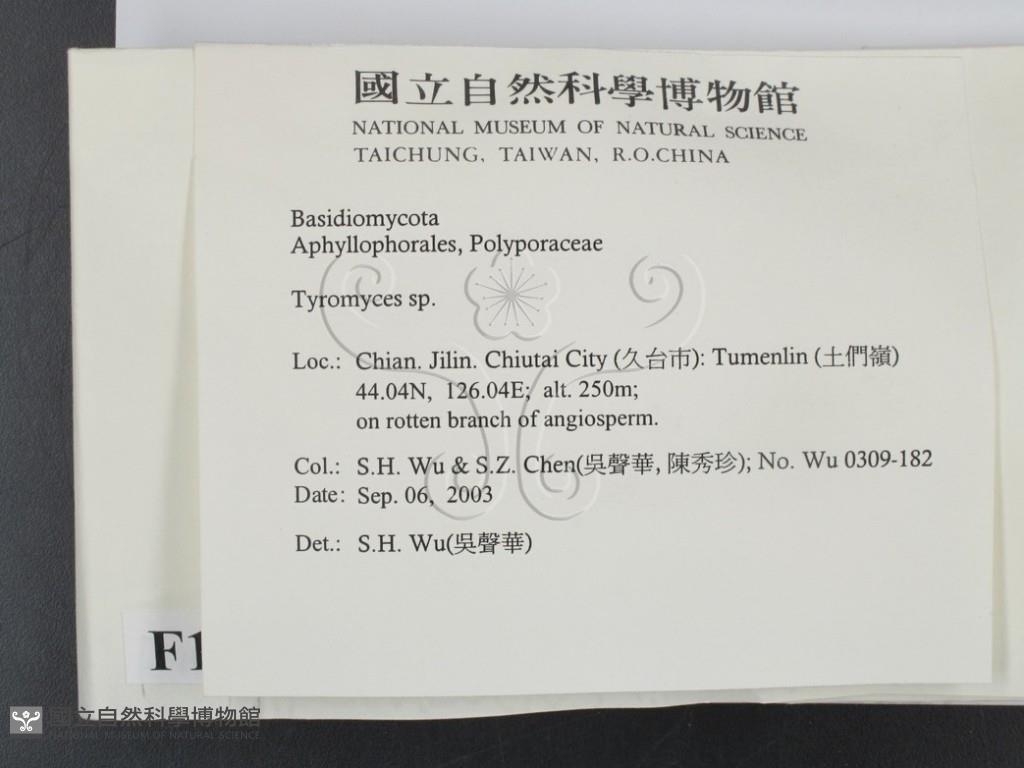 國立自然科學博物館
NATIONAL MUSEUM OF NATURAL SCIENCE
TAICHUNG, TAIWAN, R.O.CHINA
Basidiomycota
Aphyllophorales, Polyporaceae
Tyromyces sp.
Loc.: Chian. Jilin. Chiutai City (久台市): Tumenlin (土們嶺)
44.04N, 126.04E; alt. 250m;
on rotten branch of angiosperm.
Col.: S.H. Wu & S.Z. Chen(吳聲華, 陳秀珍); No. Wu 0309-182
Date: Sep. 06, 2003
Det.: S.H. Wu(吳聲華)
F1
國立自然科學博物館
NATIONAL MUSEUM OF NATURAL SCIENCE